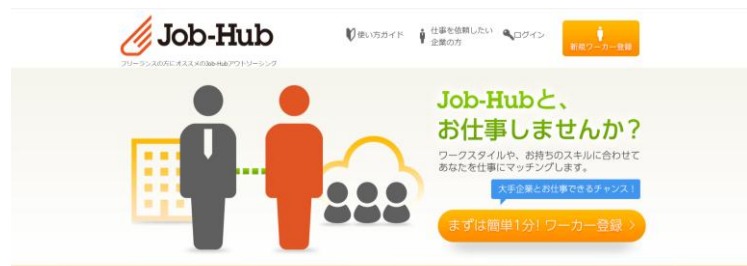 Job-Hub
使い方ガイド
仕事を依頼したい
企業の方
ログイン
新規ワーカー登録
フリーランスの方にオススメのJob-Hubアウトソーシング
Job-Hubと、
お仕事しませんか？
ワークスタイルや、お持ちのスキルに合わせて
あなたを仕事にマッチングします。
大手企業とお仕事できるチャンス！
まずは簡単1分! ワーカー登録 >